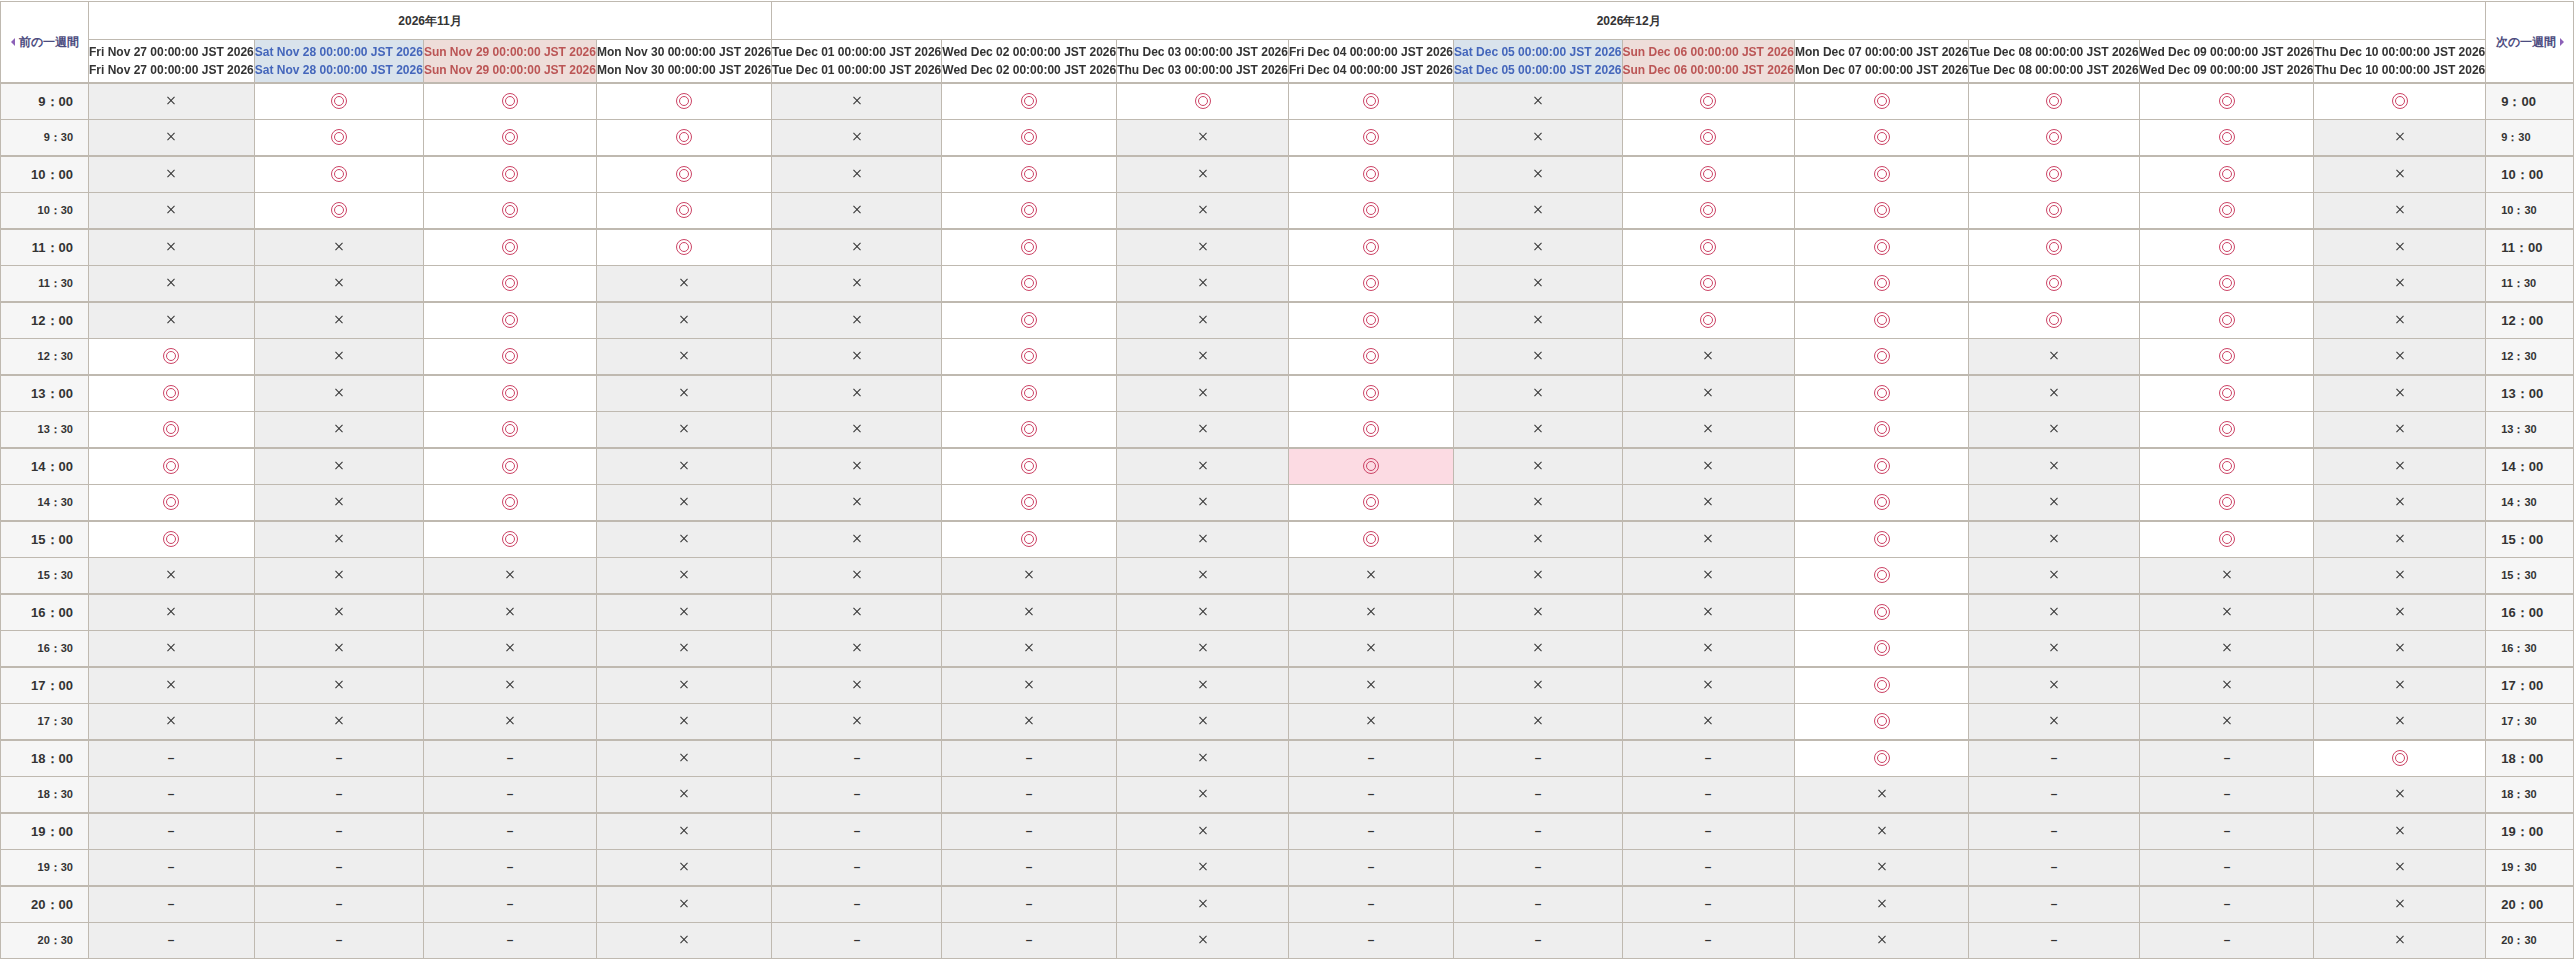 前の一週間 2026年11月 2026年12月 次の一週間
Fri Nov 27 00:00:00 JST 2026 Sat Nov 28 00:00:00 JST 2026 Sun Nov 29 00:00:00 JST 2026 Mon Nov 30 00:00:00 JST 2026 Tue Dec 01 00:00:00 JST 2026 Wed Dec 02 00:00:00 JST 2026 Thu Dec 03 00:00:00 JST 2026 Fri Dec 04 00:00:00 JST 2026 Sat Dec 05 00:00:00 JST 2026 Sun Dec 06 00:00:00 JST 2026 Mon Dec 07 00:00:00 JST 2026 Tue Dec 08 00:00:00 JST 2026 Wed Dec 09 00:00:00 JST 2026 Thu Dec 10 00:00:00 JST 2026
Fri Nov 27 00:00:00 JST 2026 Sat Nov 28 00:00:00 JST 2026 Sun Nov 29 00:00:00 JST 2026 Mon Nov 30 00:00:00 JST 2026 Tue Dec 01 00:00:00 JST 2026 Wed Dec 02 00:00:00 JST 2026 Thu Dec 03 00:00:00 JST 2026 Fri Dec 04 00:00:00 JST 2026 Sat Dec 05 00:00:00 JST 2026 Sun Dec 06 00:00:00 JST 2026 Mon Dec 07 00:00:00 JST 2026 Tue Dec 08 00:00:00 JST 2026 Wed Dec 09 00:00:00 JST 2026 Thu Dec 10 00:00:00 JST 2026
9：00 × ◎ ◎ ◎ × ◎ ◎ ◎ × ◎ ◎ ◎ ◎ ◎ 9：00
9：30 × ◎ ◎ ◎ × ◎ × ◎ × ◎ ◎ ◎ ◎ × 9：30
10：00 × ◎ ◎ ◎ × ◎ × ◎ × ◎ ◎ ◎ ◎ × 10：00
10：30 × ◎ ◎ ◎ × ◎ × ◎ × ◎ ◎ ◎ ◎ × 10：30
11：00 × × ◎ ◎ × ◎ × ◎ × ◎ ◎ ◎ ◎ × 11：00
11：30 × × ◎ × × ◎ × ◎ × ◎ ◎ ◎ ◎ × 11：30
12：00 × × ◎ × × ◎ × ◎ × ◎ ◎ ◎ ◎ × 12：00
12：30 ◎ × ◎ × × ◎ × ◎ × × ◎ × ◎ × 12：30
13：00 ◎ × ◎ × × ◎ × ◎ × × ◎ × ◎ × 13：00
13：30 ◎ × ◎ × × ◎ × ◎ × × ◎ × ◎ × 13：30
14：00 ◎ × ◎ × × ◎ × ◎ × × ◎ × ◎ × 14：00
14：30 ◎ × ◎ × × ◎ × ◎ × × ◎ × ◎ × 14：30
15：00 ◎ × ◎ × × ◎ × ◎ × × ◎ × ◎ × 15：00
15：30 × × × × × × × × × × ◎ × × × 15：30
16：00 × × × × × × × × × × ◎ × × × 16：00
16：30 × × × × × × × × × × ◎ × × × 16：30
17：00 × × × × × × × × × × ◎ × × × 17：00
17：30 × × × × × × × × × × ◎ × × × 17：30
18：00 － － － × － － × － － － ◎ － － ◎ 18：00
18：30 － － － × － － × － － － × － － × 18：30
19：00 － － － × － － × － － － × － － × 19：00
19：30 － － － × － － × － － － × － － × 19：30
20：00 － － － × － － × － － － × － － × 20：00
20：30 － － － × － － × － － － × － － × 20：30